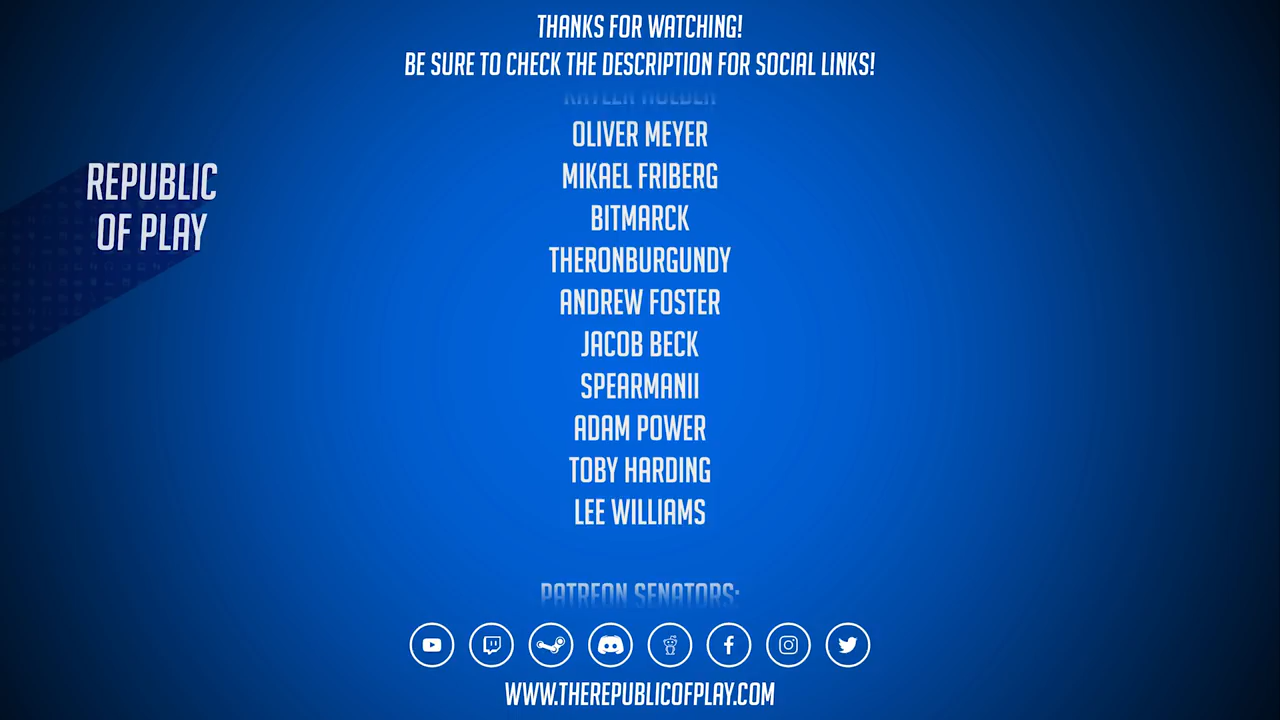 THANKS FOR WATCHING!
BE SURE TO CHECK THE DESCRIPTION FOR SOCIAL LINKS!
OLIVER MEYER
MIKAEL FRIBERG
BITMARCK
THERONBURGUNDY
ANDREW FOSTER
JACOB BECK
SPEARMANII
ADAM POWER
TOBY HARDING
LEE WILLIAMS
PATREON SENATORS:
REPUBLIC
OF PLAY
WWW.THEREPUBLICOFPLAY.COM